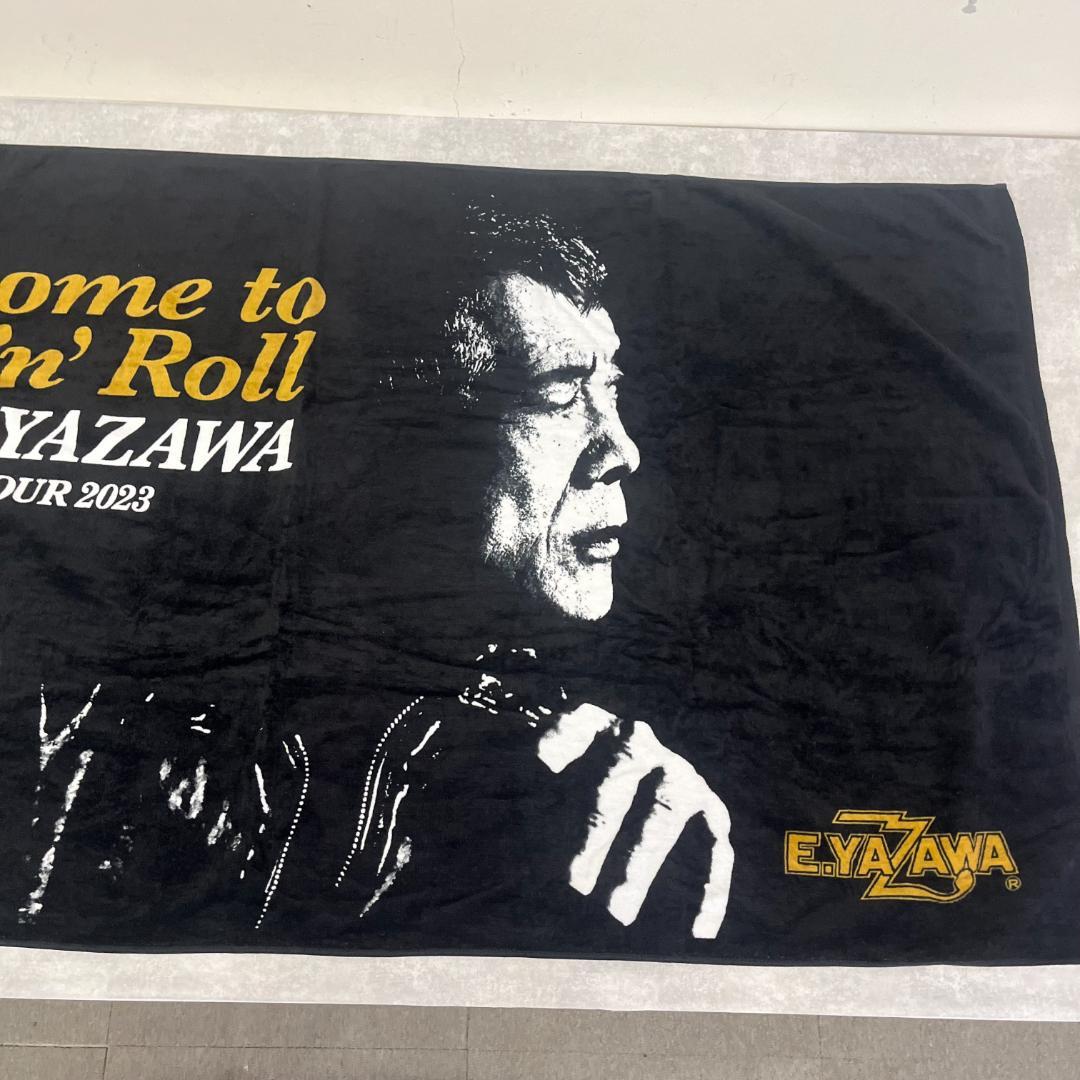 ome to
'n' Roll
YAZAWA
OUR 2023
E.YAZAWA
®